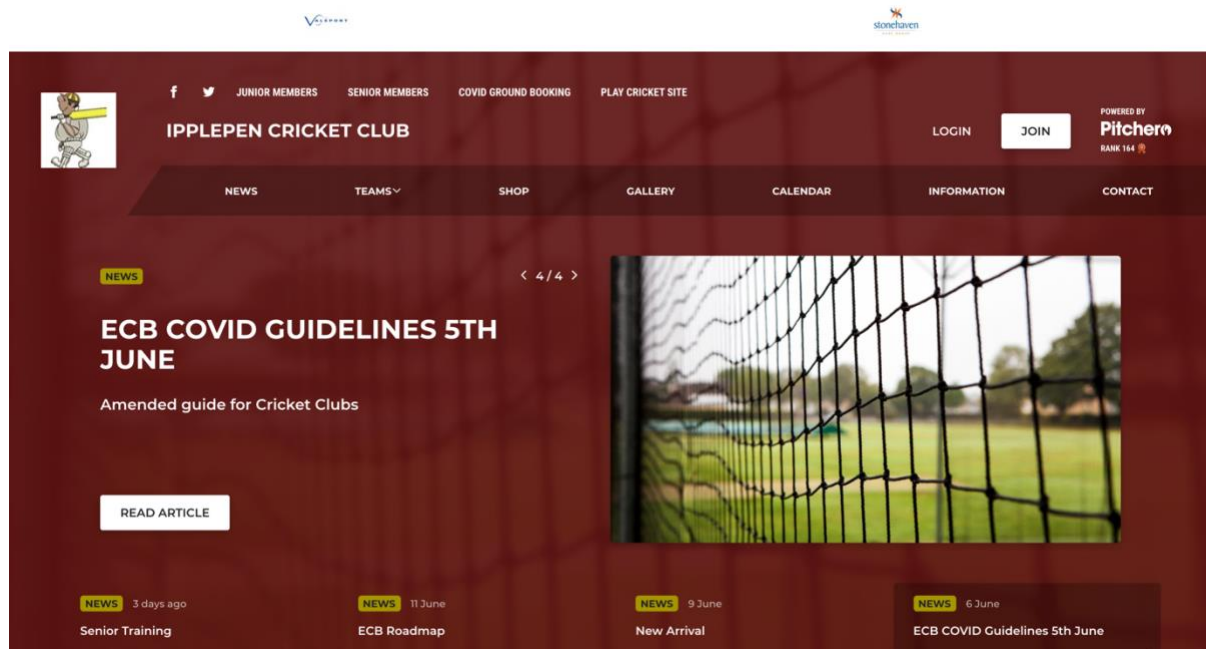 VALEPORT
stonehaven
f JUNIOR MEMBERS SENIOR MEMBERS COVID GROUND BOOKING PLAY CRICKET SITE
IPPLEPEN CRICKET CLUB
LOGIN JOIN
POWERED BY
Pitchero
RANK 164
NEWS TEAMS SHOP GALLERY CALENDAR INFORMATION CONTACT
NEWS < 4 / 4 >
ECB COVID GUIDELINES 5TH
JUNE
Amended guide for Cricket Clubs
READ ARTICLE
NEWS 3 days ago
Senior Training
NEWS 11 June
ECB Roadmap
NEWS 9 June
New Arrival
NEWS 6 June
ECB COVID Guidelines 5th June